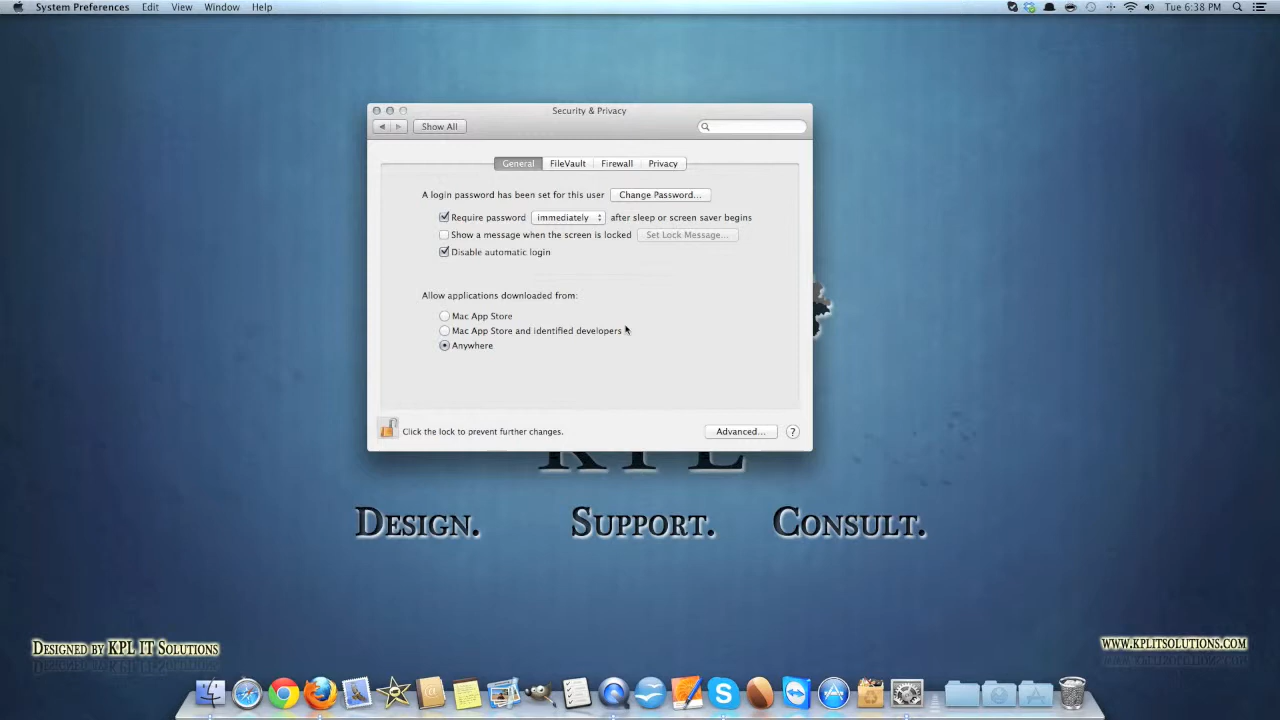 System Preferences Edit View Window Help Tue 6:38 PM
Security & Privacy
Show All
General FileVault Firewall Privacy
A login password has been set for this user Change Password...
Require password immediately after sleep or screen saver begins
Show a message when the screen is locked Set Lock Message...
Disable automatic login
Allow applications downloaded from:
Mac App Store
Mac App Store and identified developers
Anywhere
Click the lock to prevent further changes. Advanced... ?
KPL
DESIGN. SUPPORT. CONSULT.
DESIGNED BY KPL IT SOLUTIONS
WWW.KPLITSOLUTIONS.COM